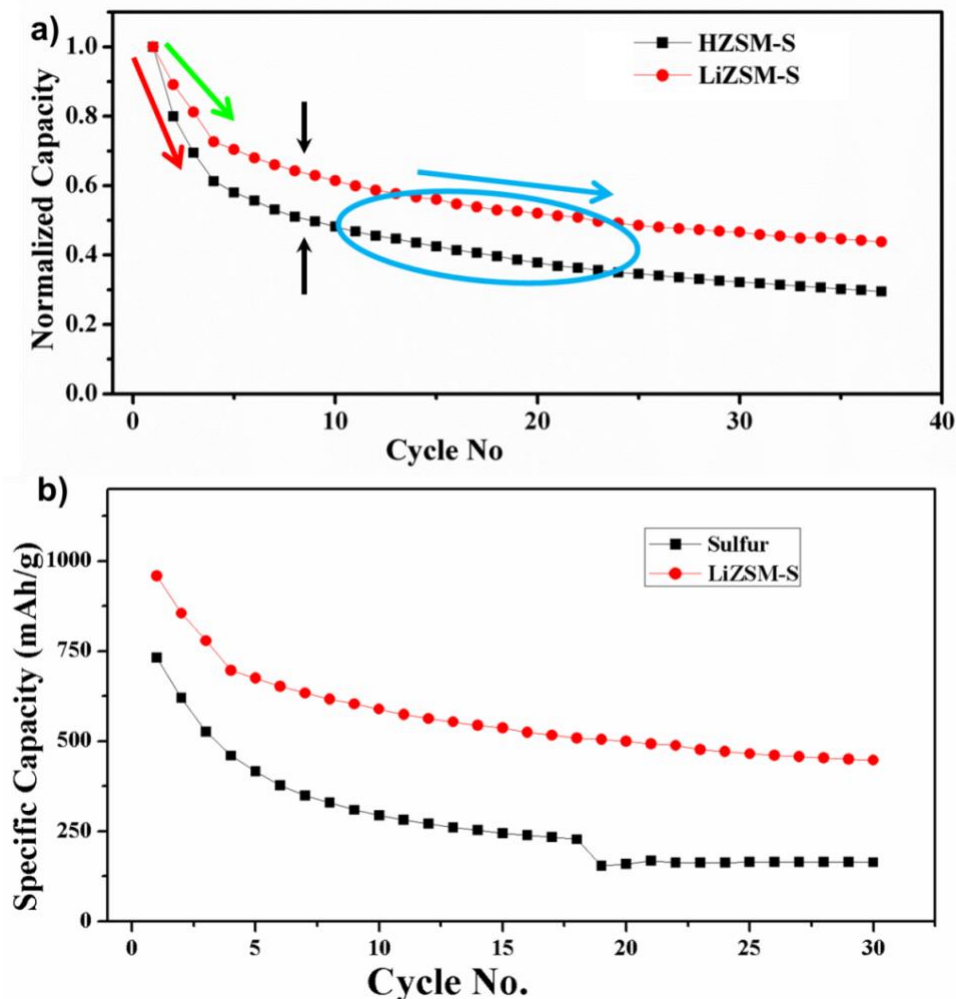 a)
HZSM-S
LiZSM-S
Normalized Capacity
1.0
0.8
0.6
0.4
0.2
0.0
0 10 20 30 40
Cycle No
b)
Sulfur
LiZSM-S
Specific Capacity (mAh/g)
1000
750
500
250
0
0 5 10 15 20 25 30
Cycle No.